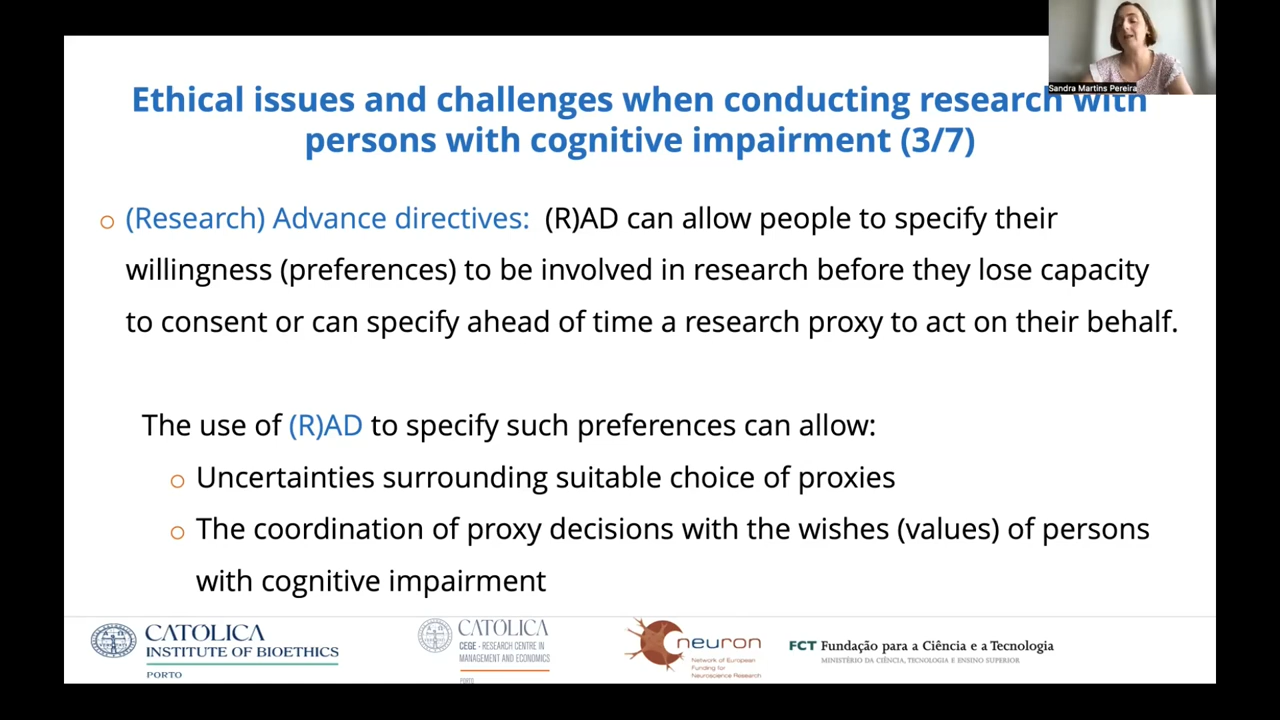 Sandra Martins Pereira
Ethical issues and challenges when conducting research with
persons with cognitive impairment (3/7)
(Research) Advance directives: (R)AD can allow people to specify their
willingness (preferences) to be involved in research before they lose capacity
to consent or can specify ahead of time a research proxy to act on their behalf.
The use of (R)AD to specify such preferences can allow:
Uncertainties surrounding suitable choice of proxies
The coordination of proxy decisions with the wishes (values) of persons
with cognitive impairment
CATOLICA
INSTITUTE OF BIOETHICS
PORTO
CATOLICA
CEGE - RESEARCH CENTRE IN
MANAGEMENT AND ECONOMICS
PORTO
neuron
Network of European
Funding for
Neuroscience Research
FCT Fundação para a Ciência e a Tecnologia
MINISTÉRIO DA CIÊNCIA, TECNOLOGIA E ENSINO SUPERIOR